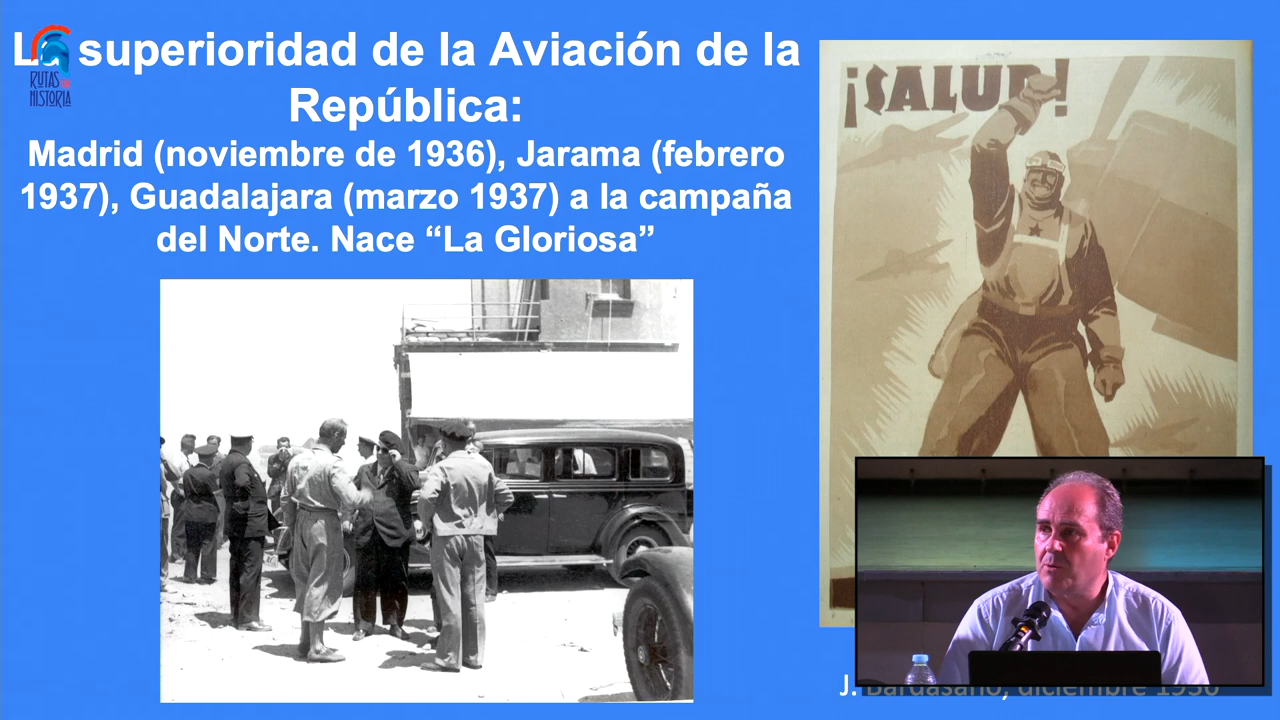 La superioridad de la Aviación de la
República:
Madrid (noviembre de 1936), Jarama (febrero
1937), Guadalajara (marzo 1937) a la campaña
del Norte. Nace “La Gloriosa”
RUTAS
HISTORIA
¡SALUD!
J. Bardasano, diciembre 1936